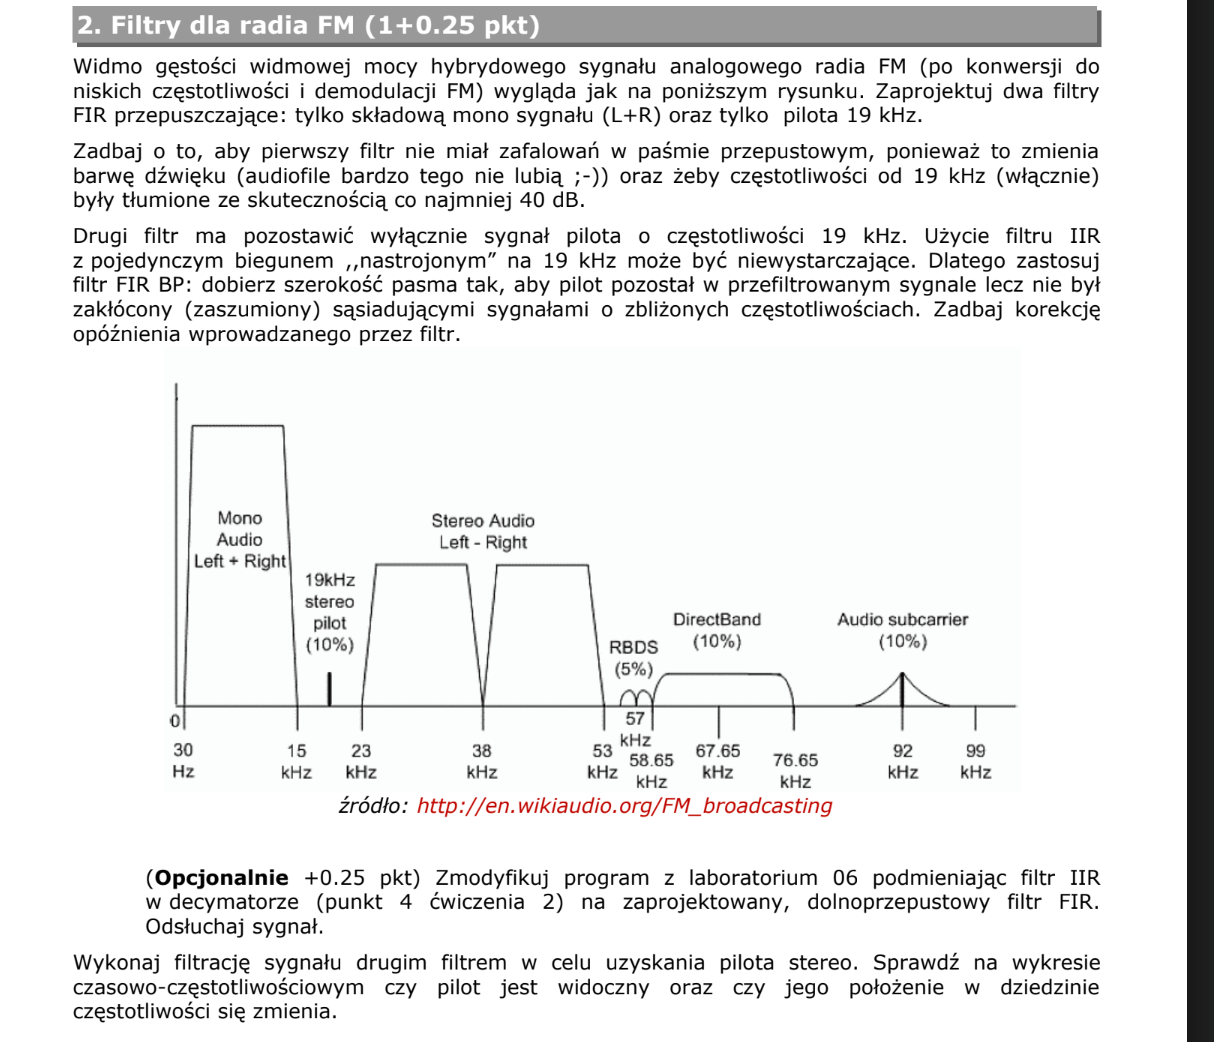 2. Filtry dla radia FM (1+0.25 pkt)
Widmo gęstości widmowej mocy hybrydowego sygnału analogowego radia FM (po konwersji do
niskich częstotliwości i demodulacji FM) wygląda jak na poniższym rysunku. Zaprojektuj dwa filtry
FIR przepuszczające: tylko składową mono sygnału (L+R) oraz tylko pilota 19 kHz.
Zadbaj o to, aby pierwszy filtr nie miał zafalowań w paśmie przepustowym, ponieważ to zmienia
barwę dźwięku (audiofile bardzo tego nie lubią ;-)) oraz żeby częstotliwości od 19 kHz (włącznie)
były tłumione ze skutecznością co najmniej 40 dB.
Drugi filtr ma pozostawić wyłącznie sygnał pilota o częstotliwości 19 kHz. Użycie filtru IIR
z pojedynczym biegunem ,,nastrojonym” na 19 kHz może być niewystarczające. Dlatego zastosuj
filtr FIR BP: dobierz szerokość pasma tak, aby pilot pozostał w przefiltrowanym sygnale lecz nie był
zakłócony (zaszumiony) sąsiadującymi sygnałami o zbliżonych częstotliwościach. Zadbaj korekcję
opóźnienia wprowadzanego przez filtr.
Mono
Audio
Left + Right
19kHz
stereo
pilot
(10%)
Stereo Audio
Left - Right
RBDS
(5%)
DirectBand
(10%)
Audio subcarrier
(10%)
0
30
Hz
15
kHz
23
kHz
38
kHz
53
kHz
57
kHz
58.65
kHz
67.65
kHz
76.65
kHz
92
kHz
99
kHz
źródło: http://en.wikiaudio.org/FM_broadcasting
(Opcjonalnie +0.25 pkt) Zmodyfikuj program z laboratorium 06 podmieniając filtr IIR
w decymatorze (punkt 4 ćwiczenia 2) na zaprojektowany, dolnoprzepustowy filtr FIR.
Odsłuchaj sygnał.
Wykonaj filtrację sygnału drugim filtrem w celu uzyskania pilota stereo. Sprawdź na wykresie
czasowo-częstotliwościowym czy pilot jest widoczny oraz czy jego położenie w dziedzinie
częstotliwości się zmienia.